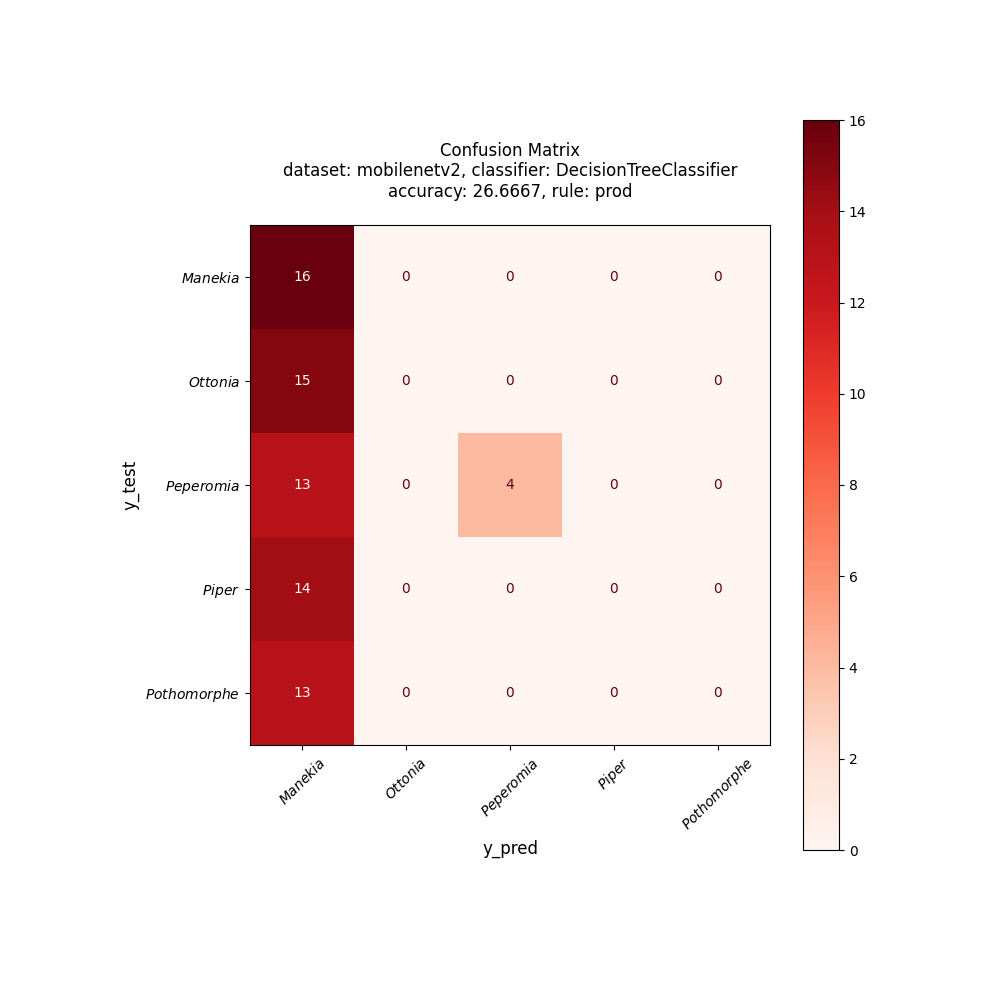 Confusion Matrix
dataset: mobilenetv2, classifier: DecisionTreeClassifier
accuracy: 26.6667, rule: prod
y_test
Manekia 16 0 0 0 0
Ottonia 15 0 0 0 0
Peperomia 13 0 4 0 0
Piper 14 0 0 0 0
Pothomorphe 13 0 0 0 0
Manekia Ottonia Peperomia Piper Pothomorphe
y_pred
16
14
12
10
8
6
4
2
0